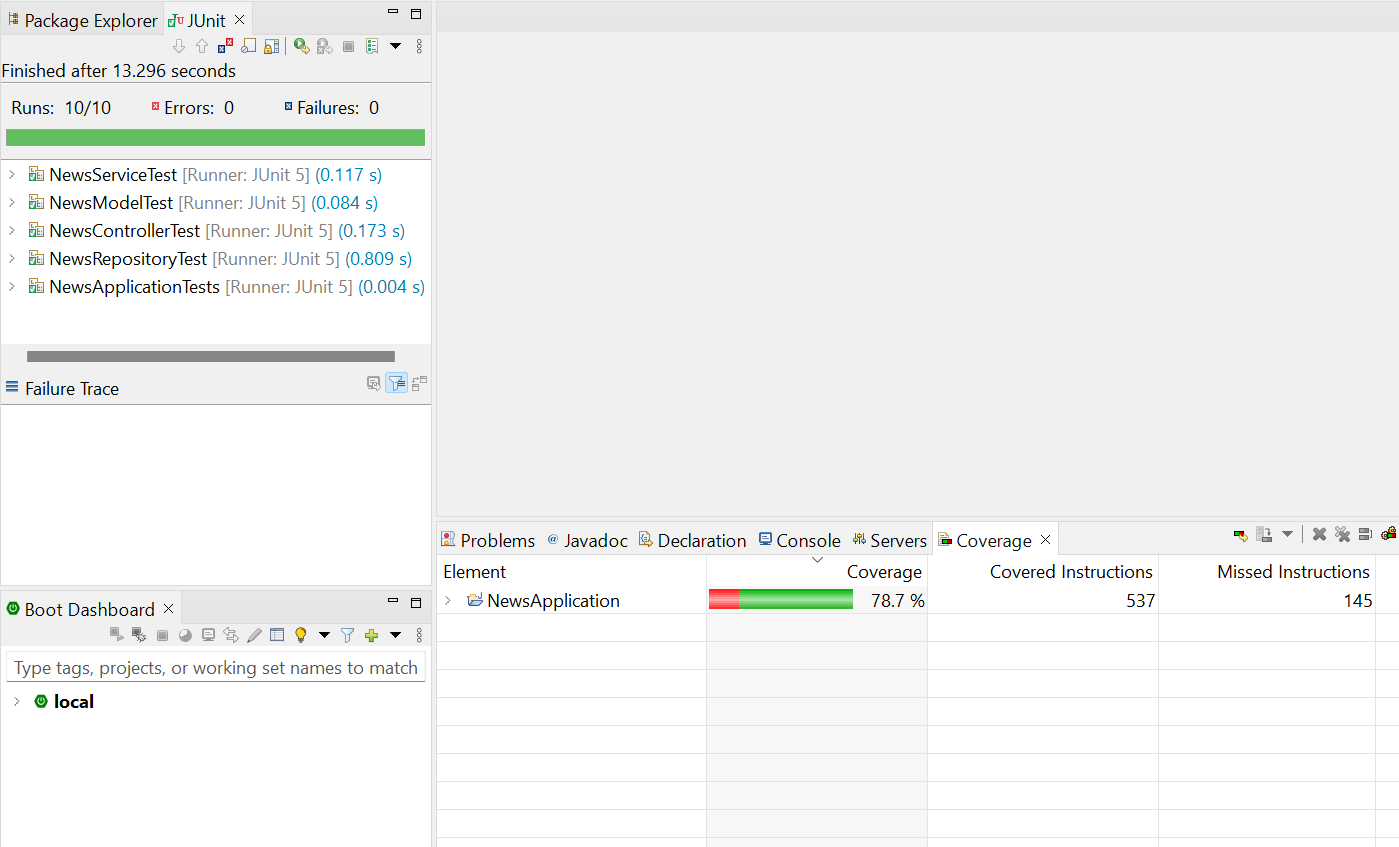 Package Explorer
JUnit
Finished after 13.296 seconds
Runs: 10/10 Errors: 0 Failures: 0
NewsServiceTest [Runner: JUnit 5] (0.117 s)
NewsModelTest [Runner: JUnit 5] (0.084 s)
NewsControllerTest [Runner: JUnit 5] (0.173 s)
NewsRepositoryTest [Runner: JUnit 5] (0.809 s)
NewsApplicationTests [Runner: JUnit 5] (0.004 s)
Failure Trace
Boot Dashboard
Type tags, projects, or working set names to match
local
Problems @ Javadoc Declaration Console Servers Coverage
Element Coverage Covered Instructions Missed Instructions
NewsApplication 78.7 % 537 145